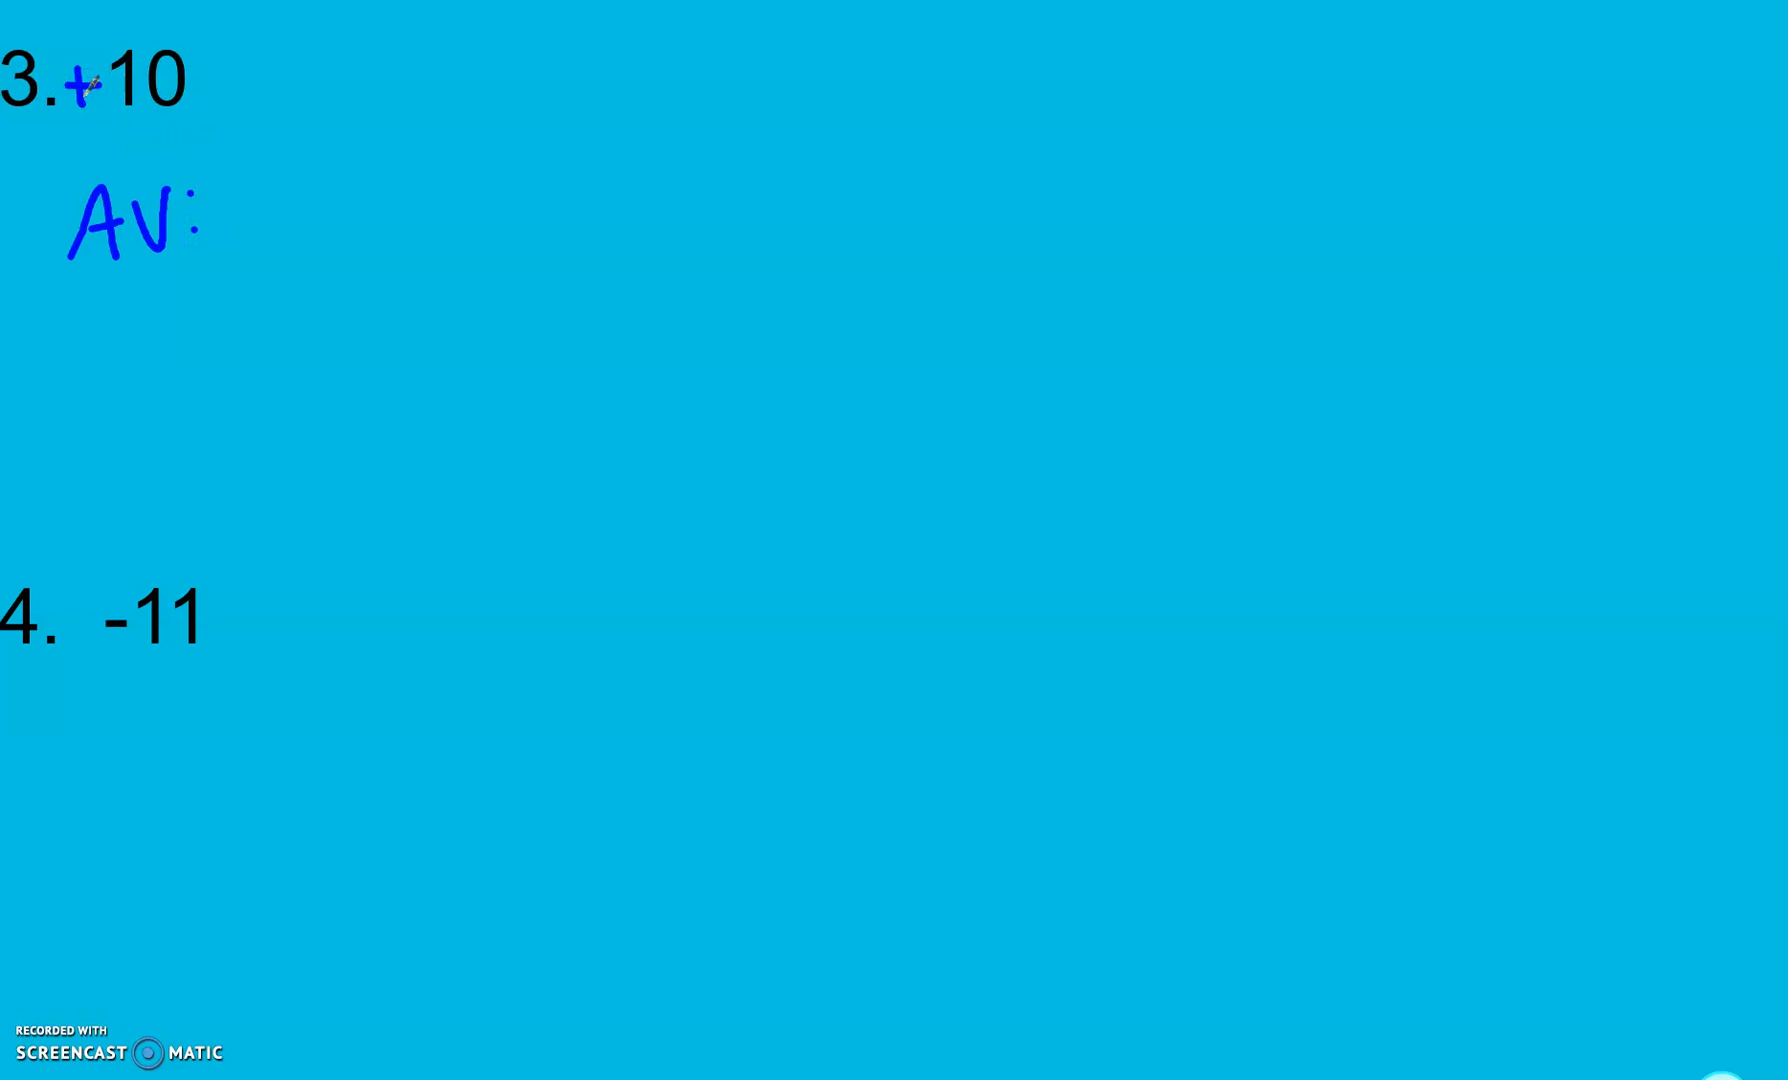 3.+10
AV:
4. -11
RECORDED WITH
SCREENCAST MATIC